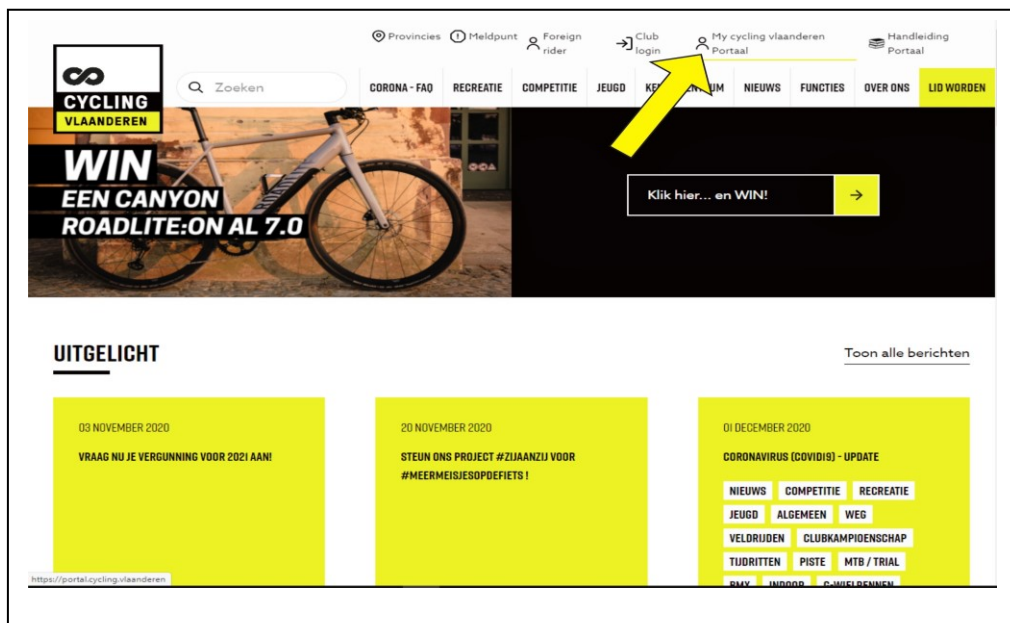 Provincies
Meldpunt
Foreign
rider
Club
login
My cycling vlaanderen
Portaal
Handleiding
Portaal
CYCLING
VLAANDEREN
Zoeken
CORONA - FAQ
RECREATIE
COMPETITIE
JEUGD
NIEUWS
FUNCTIES
OVER ONS
LID WORDEN
WIN
EEN CANYON
ROADLITE:ON AL 7.0
Klik hier... en WIN!
UITGELICHT
Toon alle berichten
03 NOVEMBER 2020
VRAAG NU JE VERGUNNING VOOR 2021 AAN!
20 NOVEMBER 2020
STEUN ONS PROJECT #ZIJAANZIJ VOOR
#MEERMEISJESOPDEFIETS !
01 DECEMBER 2020
CORONAVIRUS (COVID19) - UPDATE
NIEUWS COMPETITIE RECREATIE
JEUGD ALGEMEEN WEG
VELDRIJDEN CLUBKAMPIOENSCHAP
TIJDRITTEN PISTE MTB / TRIAL
BMX INDOOR
https://portal.cycling.vlaanderen